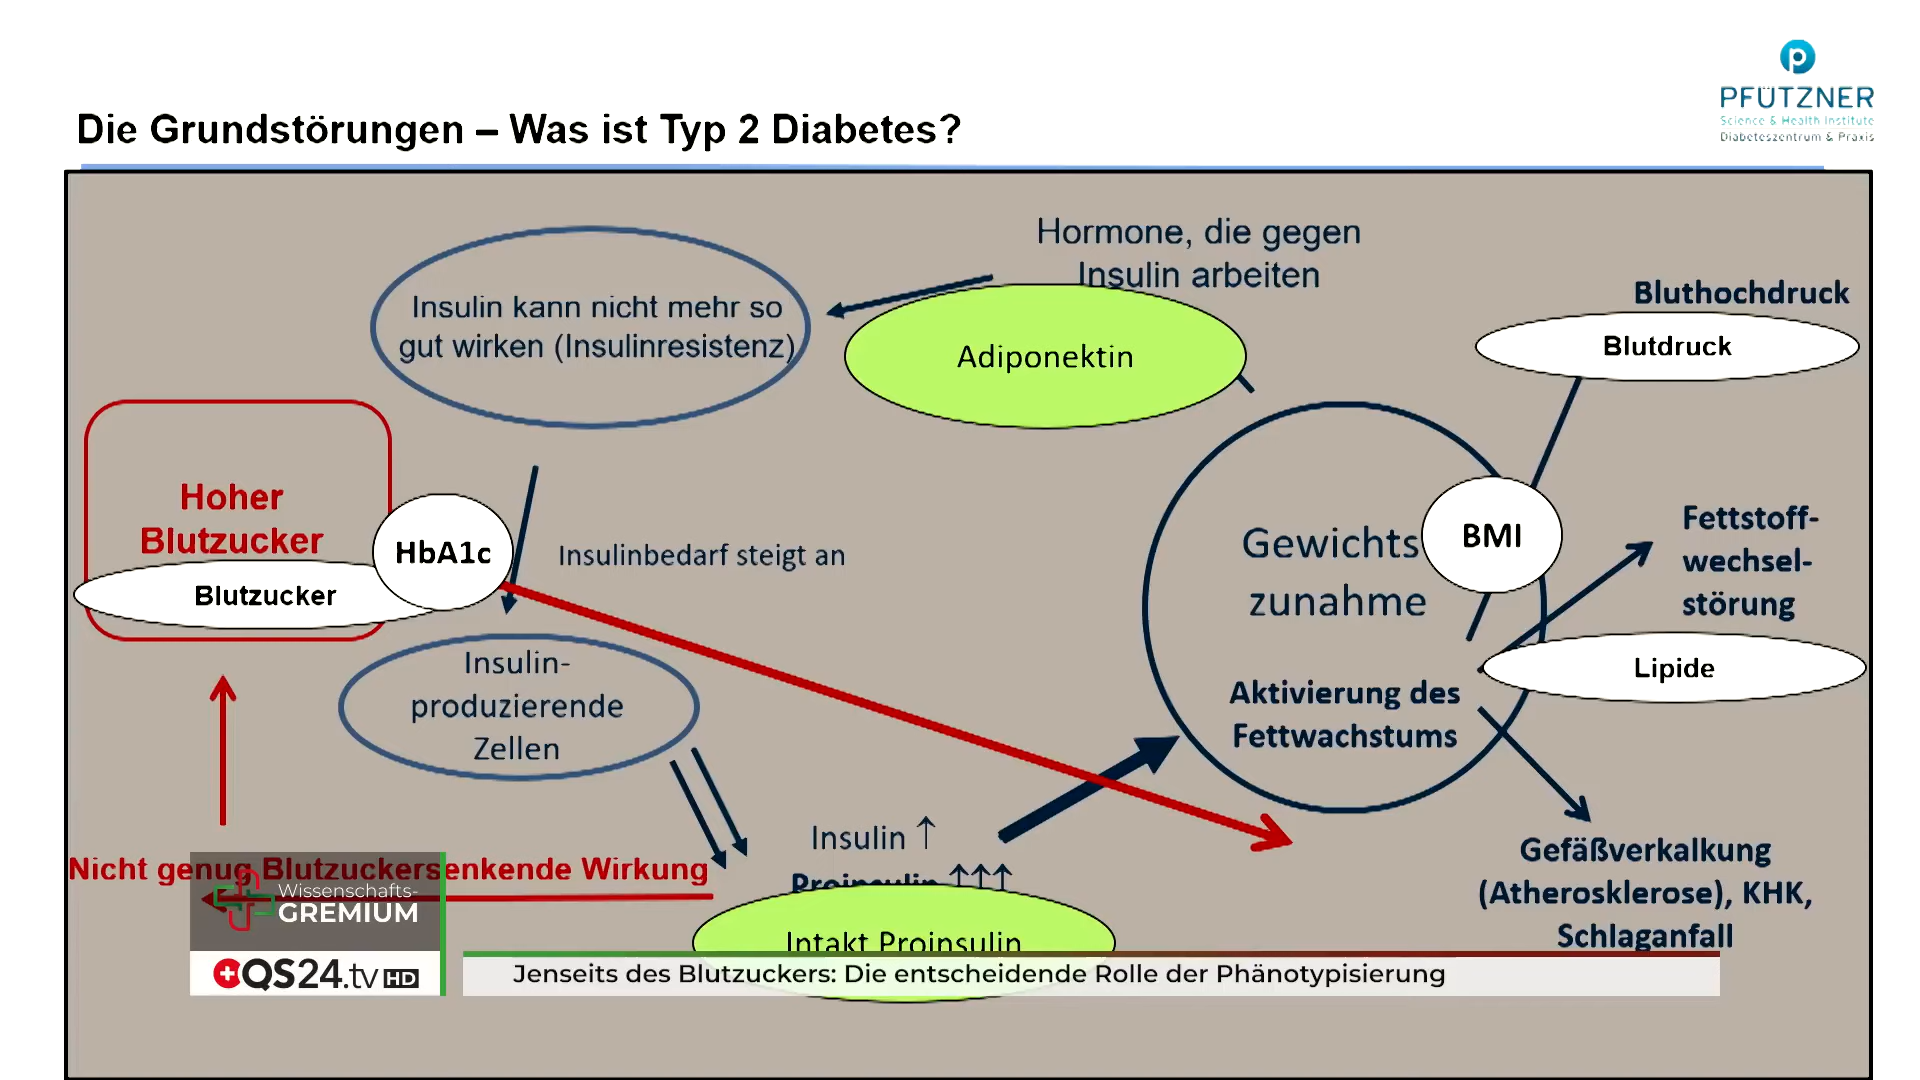 PFÜTZNER
Science & Health Institute
Diabeteszentrum & Praxis
Die Grundstörungen – Was ist Typ 2 Diabetes?
Hormone, die gegen
Insulin arbeiten
Insulin kann nicht mehr so
gut wirken (Insulinresistenz)
Adiponektin
Bluthochdruck
Blutdruck
Hoher
Blutzucker
HbA1c
Blutzucker
Insulinbedarf steigt an
Gewichts
zunahme
BMI
Aktivierung des
Fettwachstums
Fettstoff-
wechsel-
störung
Lipide
Insulin-
produzierende
Zellen
Insulin ↑
Proinsulin ↑↑↑
Intakt Proinsulin
Nicht genug Blutzuckersenkende Wirkung
Gefäßverkalkung
(Atherosklerose), KHK,
Schlaganfall
Wissenschafts-
GREMIUM
QS24.tv HD
Jenseits des Blutzuckers: Die entscheidende Rolle der Phänotypisierung